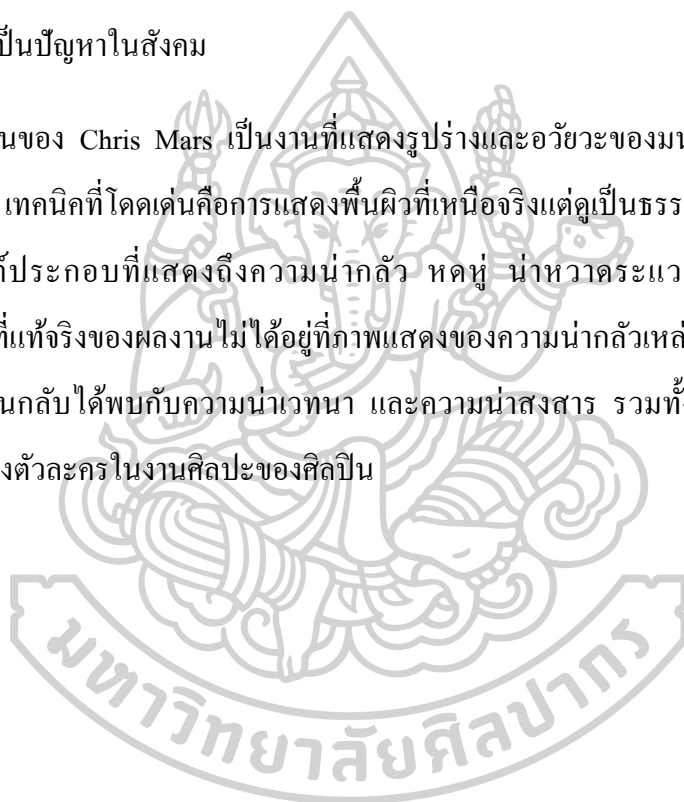 เป็นปัญหาในสังคม
นของ Chris Mars เป็นงานที่แสดงรูปร่างและอวัยวะของมน
เทคนิคที่โดดเด่นคือการแสดงพื้นผิวที่เหนือจริงแต่ดูเป็นธรร
ค์ประกอบที่แสดงถึงความน่ากลัว หดหู่ น่าหวาดระแว
ที่แท้จริงของผลงานไม่ได้อยู่ที่ภาพแสดงของความน่ากลัวเหล่
นกลับได้พบกับความน่าเวทนา และความน่าสงสาร รวมทั้
งตัวละครในงานศิลปะของศิลปิน
มหาวิทยาลัยศิลปากร